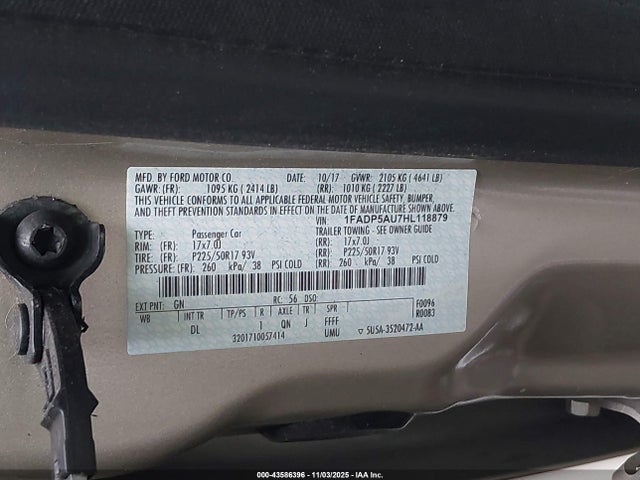 MFD. BY FORD MOTOR CO. DATE: 10/17 GVWR: 2105 KG ( 4641 LB)
GAWR: (FR): 1095 KG ( 2414 LB) (RR): 1010 KG ( 2227 LB)
THIS VEHICLE CONFORMS TO ALL APPLICABLE FEDERAL MOTOR VEHICLE SAFETY, BUMPER,
AND THEFT PREVENTION STANDARDS IN EFFECT ON THE DATE OF MANUFACTURE SHOWN ABOVE.
VIN 1FADP5AU7HL118879
TYPE: Passenger Car TRAILER TOWING - SEE OWNER GUIDE
RIM: (FR): 17x7.0J (RR): 17x7.0J
TIRE: (FR): P225/50R17 93V (RR): P225/50R17 93V
PRESSURE: (FR): 260 kPa/ 38 PSI COLD (RR): 260 kPa/ 38 PSI COLD
EXT PNT: GN RC: 56 DSO: F0096
WB INT TR TP/PS R AXLE TR SPR R0083
DL 1 QN J FFFF
3201710057414 UMU ▽ 5U5A-3520472-AA
000-43586396 - 11/03/2025 - IAA, Inc.